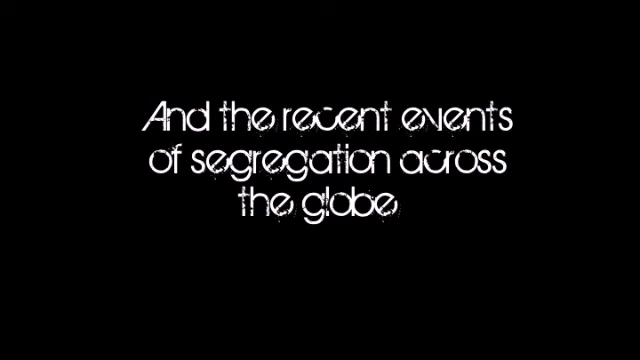 And the recent events
of segregation across
the globe